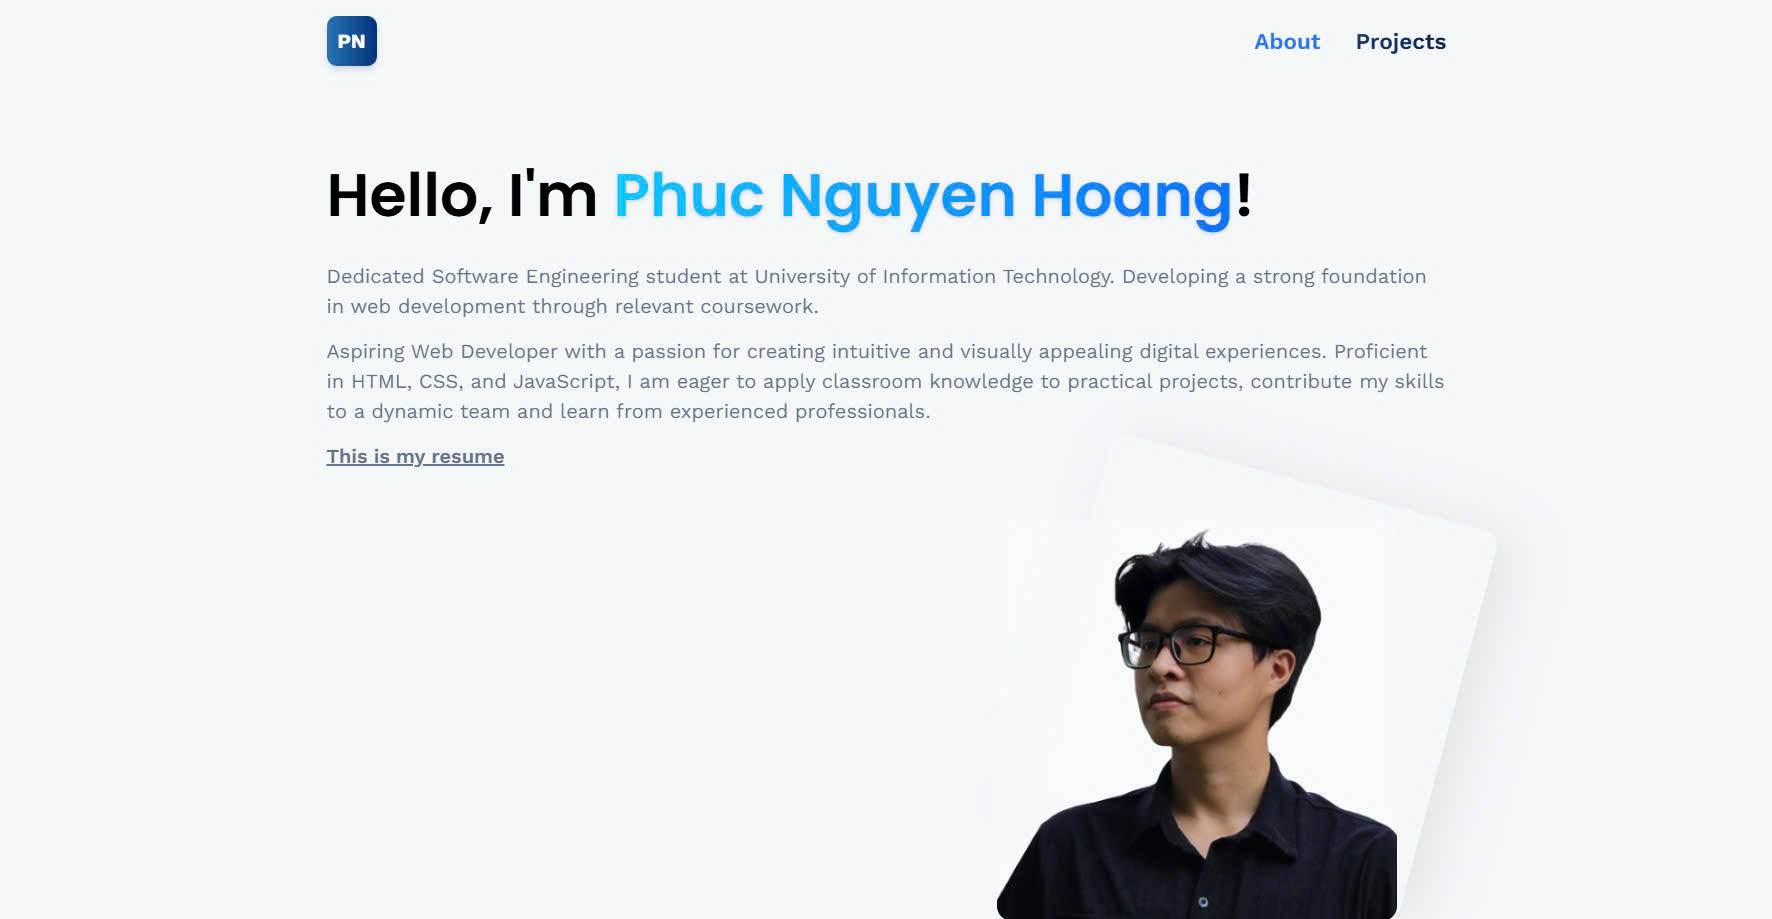 PN
About Projects
Hello, I'm Phuc Nguyen Hoang!
Dedicated Software Engineering student at University of Information Technology. Developing a strong foundation
in web development through relevant coursework.
Aspiring Web Developer with a passion for creating intuitive and visually appealing digital experiences. Proficient
in HTML, CSS, and JavaScript, I am eager to apply classroom knowledge to practical projects, contribute my skills
to a dynamic team and learn from experienced professionals.
This is my resume